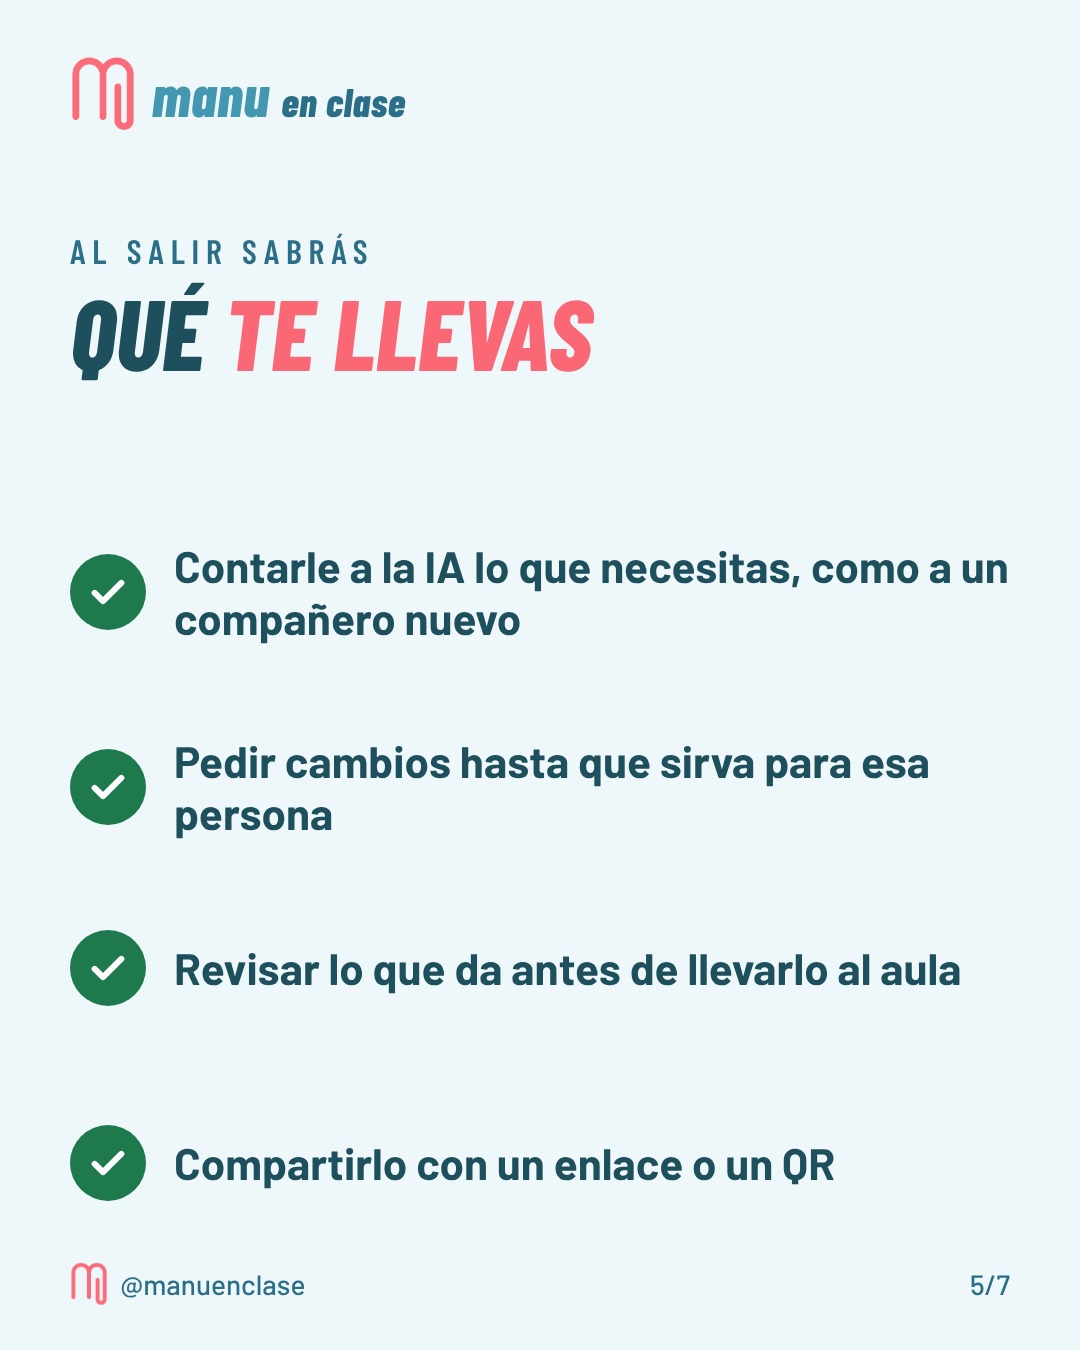 manu en clase
AL SALIR SABRÁS
QUÉ TE LLEVAS
Contarle a la IA lo que necesitas, como a un
compañero nuevo
Pedir cambios hasta que sirva para esa
persona
Revisar lo que da antes de llevarlo al aula
Compartirlo con un enlace o un QR
@manuenclase
5/7